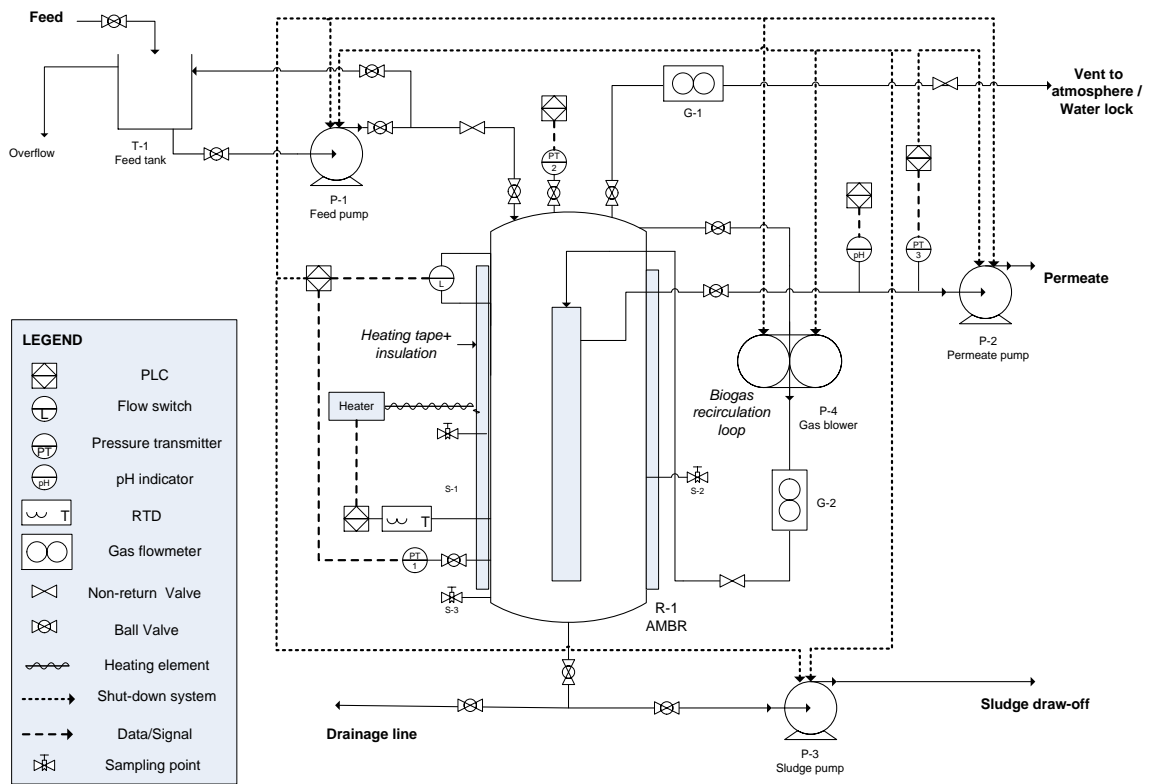 Feed
Overflow
T-1
Feed tank
P-1
Feed pump
PT
2
G-1
Vent to
atmosphere /
Water lock
pH
PT
3
Permeate
P-2
Permeate pump
L
Heating tape+
insulation
Heater
S-1
T
PT
1
S-3
Biogas
recirculation
loop
P-4
Gas blower
S-2
G-2
R-1
AMBR
Drainage line
Sludge draw-off
P-3
Sludge pump
LEGEND
PLC
L
Flow switch
PT
Pressure transmitter
pH
pH indicator
T
RTD
Gas flowmeter
Non-return Valve
Ball Valve
Heating element
Shut-down system
Data/Signal
Sampling point